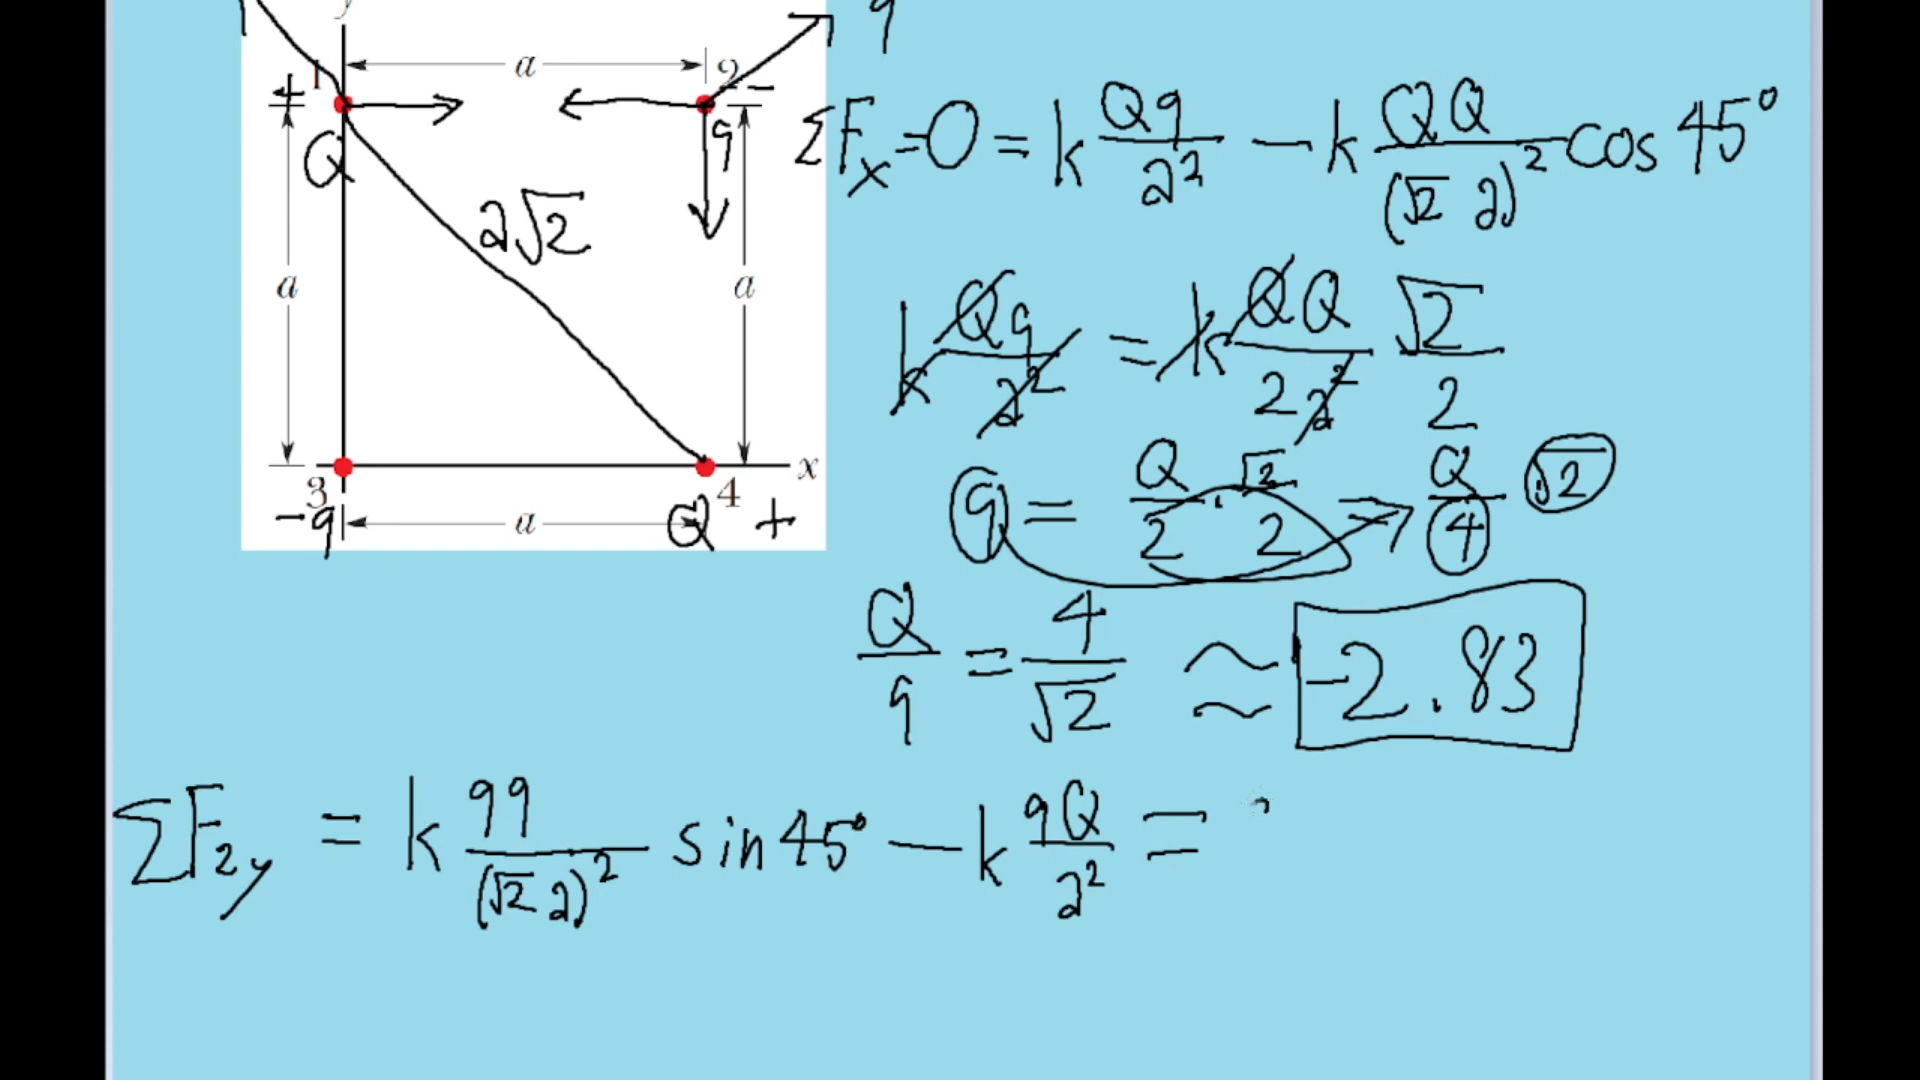 y
q
1 a 2 -
+
Q q
ΣFx = 0 = k Qq/a² - k QQ/(√2 a)² cos 45°
a√2
a a
k Qq/a² = k QQ/2a² √2/2
x
3 4
-q a Q +
q = Q/2 · √2/2 ⇒ Q/4 √2
Q/q = 4/√2 ≈ -2.83
ΣF2y = k qq/(√2 a)² sin 45° - k qQ/a² =